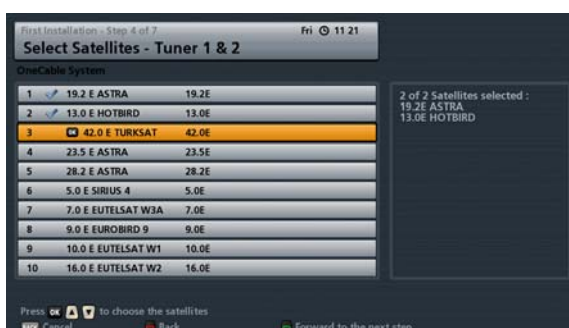 First Installation - Step 4 of 7 Fri 11 21
Select Satellites - Tuner 1 & 2
OneCable System
1 19.2 E ASTRA 19.2E
2 13.0 E HOTBIRD 13.0E
3 OK 42.0 E TURKSAT 42.0E
4 23.5 E ASTRA 23.5E
5 28.2 E ASTRA 28.2E
6 5.0 E SIRIUS 4 5.0E
7 7.0 E EUTELSAT W3A 7.0E
8 9.0 E EUROBIRD 9 9.0E
9 10.0 E EUTELSAT W1 10.0E
10 16.0 E EUTELSAT W2 16.0E
2 of 2 Satellites selected :
19.2E ASTRA
13.0E HOTBIRD
Press OK to choose the satellites
Cancel Back Forward to the next step